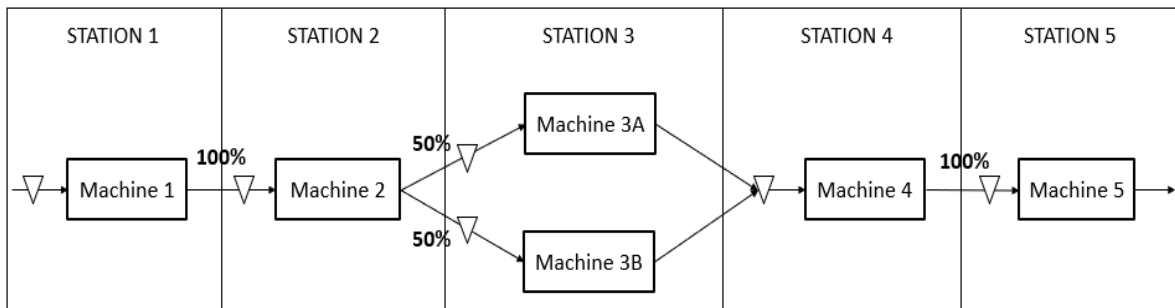 STATION 1
STATION 2
STATION 3
STATION 4
STATION 5
Machine 1
100%
Machine 2
50%
50%
Machine 3A
Machine 3B
Machine 4
100%
Machine 5